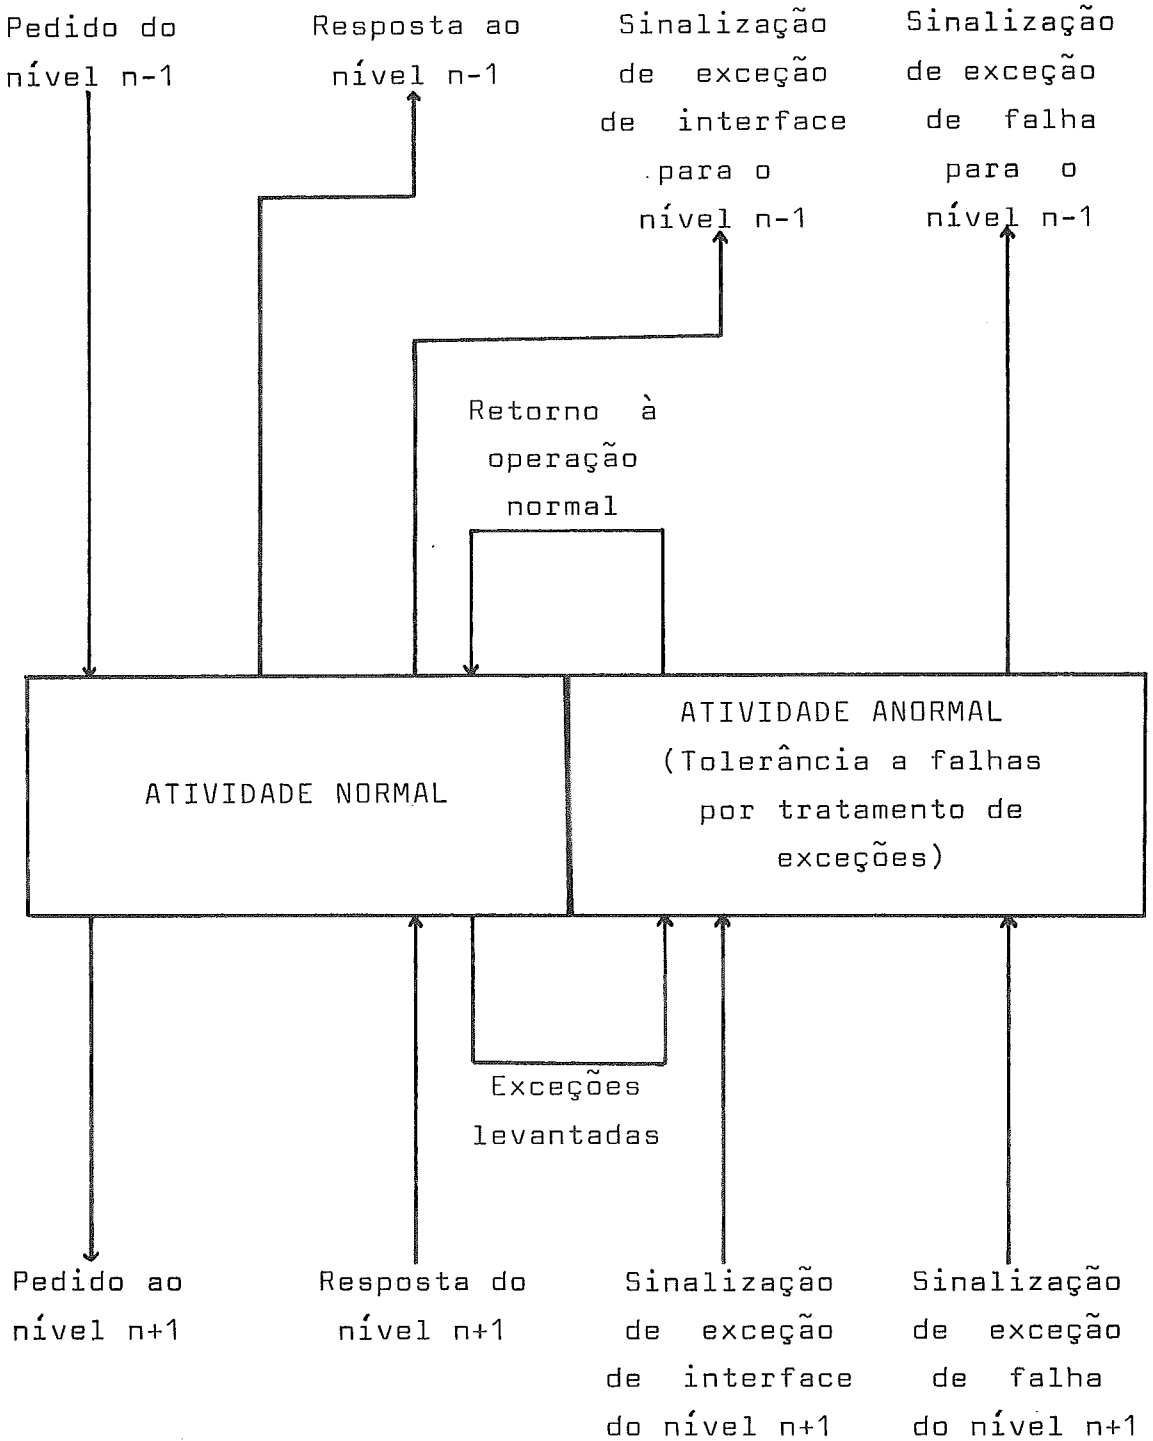 Pedido do
nível n-1
Resposta ao
nível n-1
Sinalização
de exceção
de interface
para o
nível n-1
Sinalização
de exceção
de falha
para o
nível n-1
Retorno à
operação
normal
ATIVIDADE NORMAL
ATIVIDADE ANORMAL
(Tolerância a falhas
por tratamento de
exceções)
Exceções
levantadas
Pedido ao
nível n+1
Resposta do
nível n+1
Sinalização
de exceção
de interface
do nível n+1
Sinalização
de exceção
de falha
do nível n+1